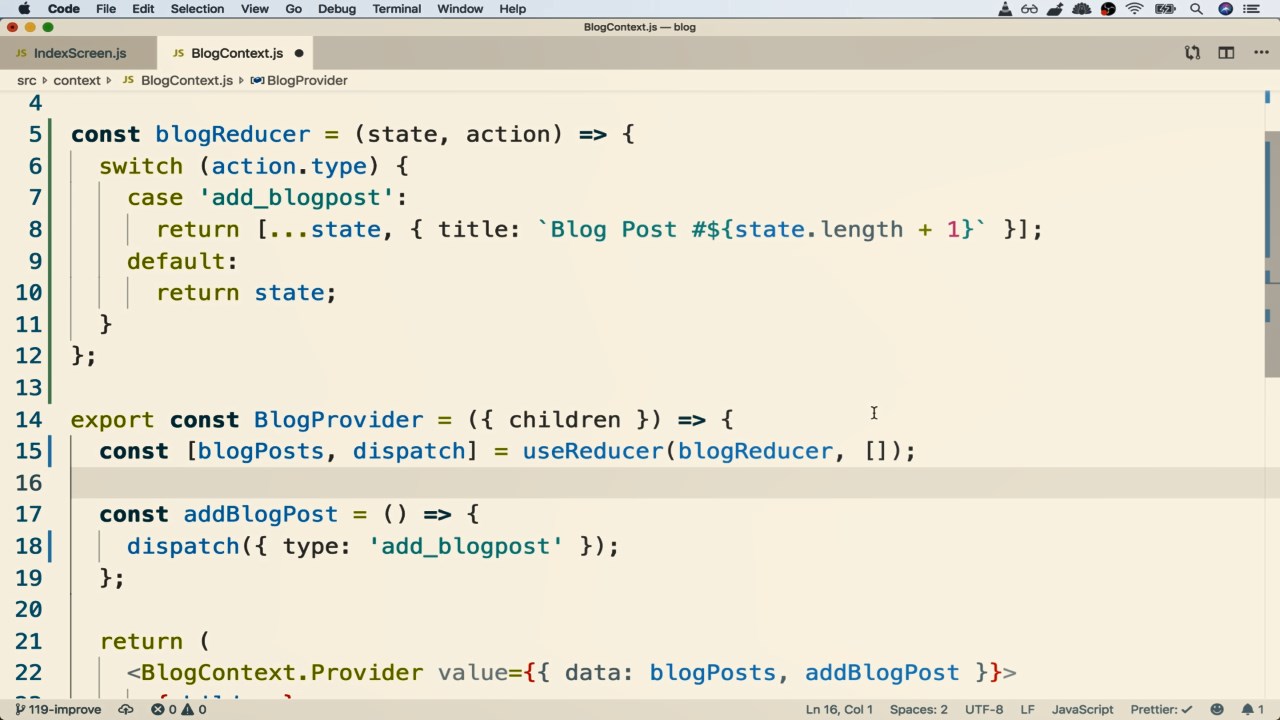 Code File Edit Selection View Go Debug Terminal Window Help
BlogContext.js — blog
JS IndexScreen.js JS BlogContext.js
src context JS BlogContext.js BlogProvider
4
5 const blogReducer = (state, action) => {
6 switch (action.type) {
7 case 'add_blogpost':
8 return [...state, { title: `Blog Post #${state.length + 1}` }];
9 default:
10 return state;
11 }
12 };
13
14 export const BlogProvider = ({ children }) => {
15 const [blogPosts, dispatch] = useReducer(blogReducer, []);
16
17 const addBlogPost = () => {
18 dispatch({ type: 'add_blogpost' });
19 };
20
21 return (
22 <BlogContext.Provider value={{ data: blogPosts, addBlogPost }}>
119-improve 0 0 Ln 16, Col 1 Spaces: 2 UTF-8 LF JavaScript Prettier: 1